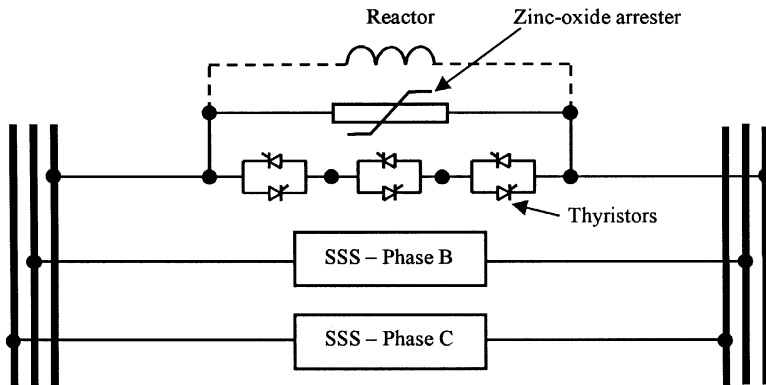 Reactor
Zinc-oxide arrester
Thyristors
SSS – Phase B
SSS – Phase C